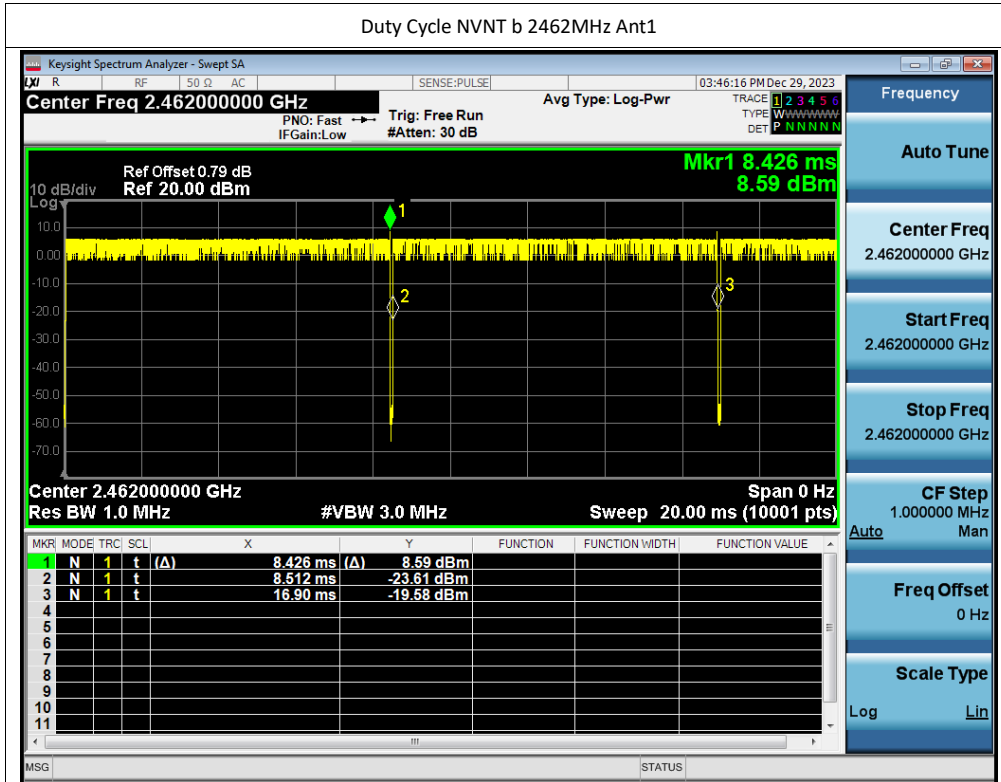 Duty Cycle NVNT b 2462MHz Ant1
Keysight Spectrum Analyzer - Swept SA
LXI R RF 50 Ω AC SENSE:PULSE 03:46:16 PM Dec 29, 2023
Center Freq 2.462000000 GHz
PNO: Fast
IFGain:Low
Trig: Free Run
#Atten: 30 dB
Avg Type: Log-Pwr
TRACE 1 2 3 4 5 6
TYPE WWWWWW
DET P N N N N N
Ref Offset 0.79 dB
10 dB/div Ref 20.00 dBm
Log
Mkr1 8.426 ms
8.59 dBm
10.0
0.00
-10.0
-20.0
-30.0
-40.0
-50.0
-60.0
-70.0
1
2
3
Center 2.462000000 GHz Span 0 Hz
Res BW 1.0 MHz #VBW 3.0 MHz Sweep 20.00 ms (10001 pts)
MKR MODE TRC SCL X Y FUNCTION FUNCTION WIDTH FUNCTION VALUE
1 N 1 t (Δ) 8.426 ms (Δ) 8.59 dBm
2 N 1 t 8.512 ms -23.61 dBm
3 N 1 t 16.90 ms -19.58 dBm
4
5
6
7
8
9
10
11
MSG STATUS
Frequency
Auto Tune
Center Freq
2.462000000 GHz
Start Freq
2.462000000 GHz
Stop Freq
2.462000000 GHz
CF Step
1.000000 MHz
Auto Man
Freq Offset
0 Hz
Scale Type
Log Lin